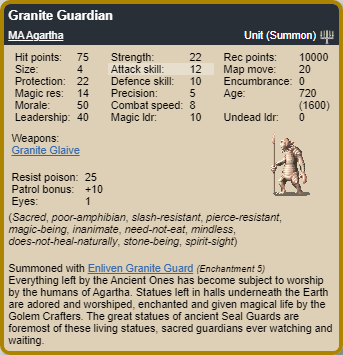 Granite Guardian
MA Agartha Unit (Summon)
Hit points: 75 Strength: 22 Rec points: 10000
Size: 4 Attack skill: 12 Map move: 20
Protection: 22 Defence skill: 10 Encumbrance: 0
Magic res: 14 Precision: 5 Age: 720
Morale: 50 Combat speed: 8 (1600)
Leadership: 40 Magic ldr: 10 Undead ldr: 0
Weapons:
Granite Glaive
Resist poison: 25
Patrol bonus: +10
Eyes: 1
(Sacred, poor-amphibian, slash-resistant, pierce-resistant,
magic-being, inanimate, need-not-eat, mindless,
does-not-heal-naturally, stone-being, spirit-sight)
Summoned with Enliven Granite Guard (Enchantment 5)
Everything left by the Ancient Ones has become subject to worship
by the humans of Agartha. Statues left in halls underneath the Earth
are adored and worshiped, enchanted and given magical life by the
Golem Crafters. The great statues of ancient Seal Guards are
foremost of these living statues, sacred guardians ever watching and
waiting.